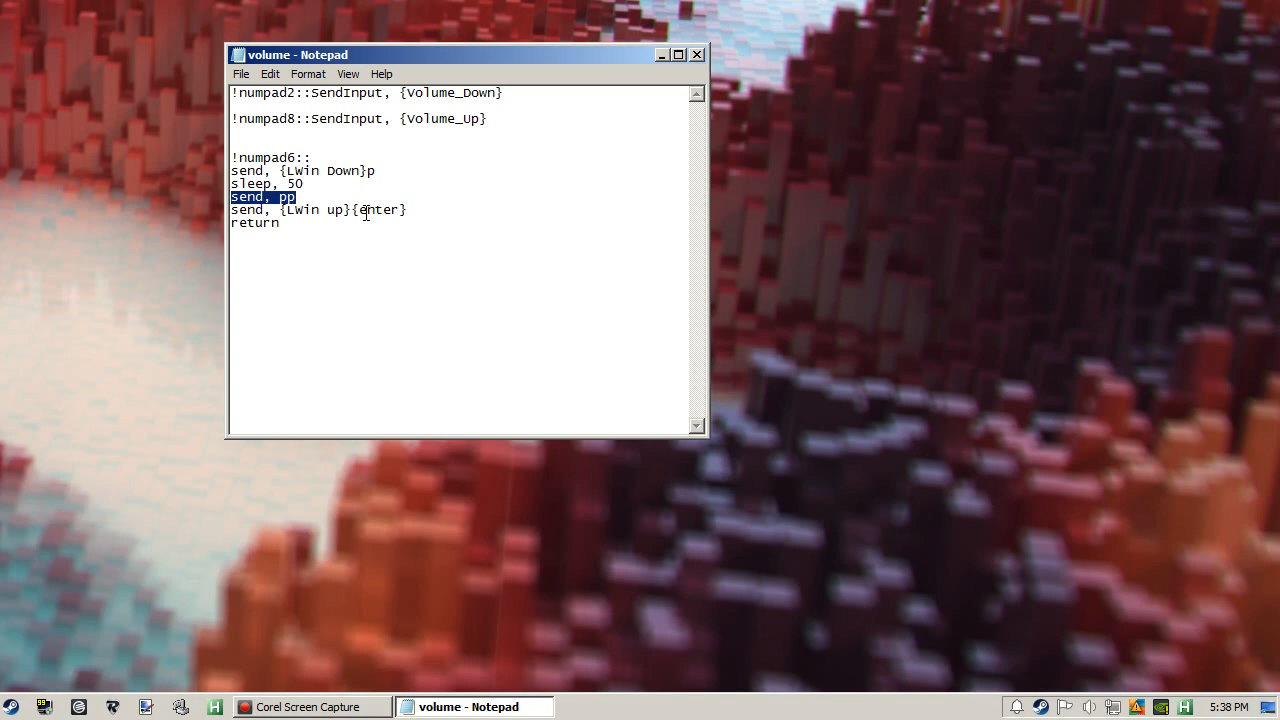 volume - Notepad
File Edit Format View Help
!numpad2::SendInput, {Volume_Down}
!numpad8::SendInput, {Volume_Up}
!numpad6::
send, {LWin Down}p
sleep, 50
send, pp
send, {LWin up}{enter}
return
99 Corel Screen Capture volume - Notepad 5:38 PM